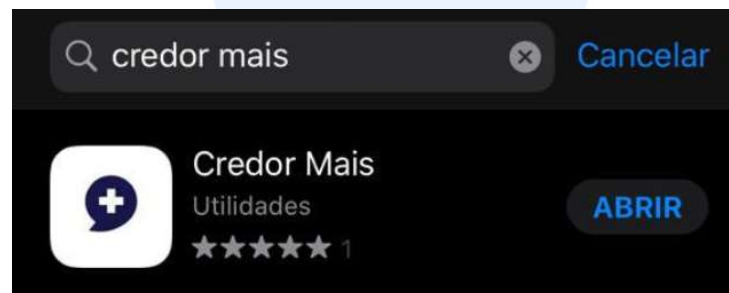 credor mais
Cancelar
Credor Mais
Utilidades
1
ABRIR